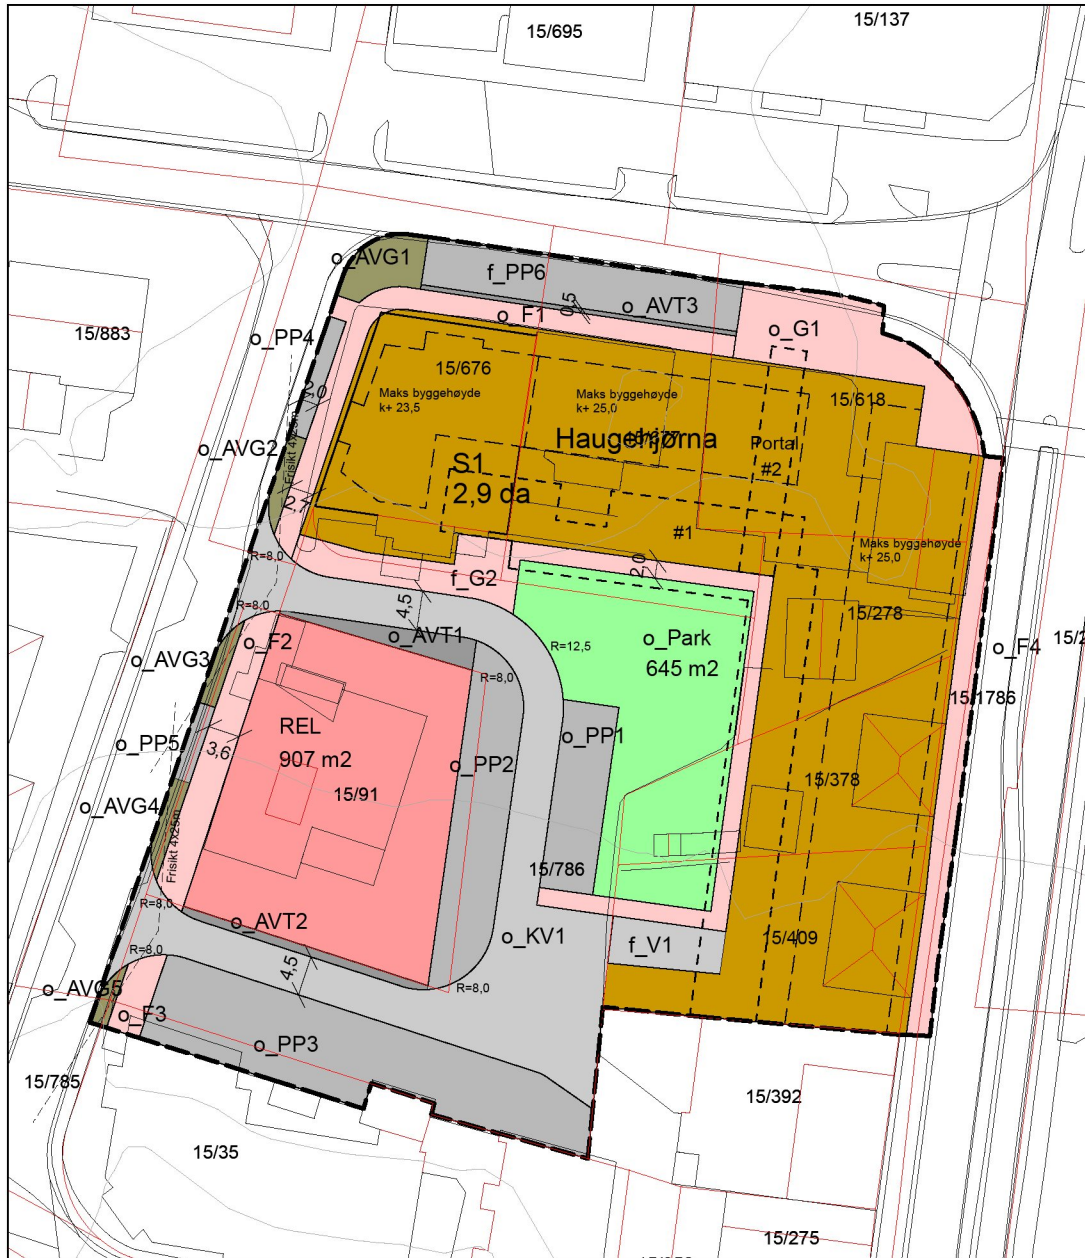 15/695
15/137
o_AVG1
f_PP6
0,5
o_AVT3
o_F1
o_G1
15/883
o_PP4
2,0
15/676
Maks byggehøyde
k+ 23,5
Maks byggehøyde
k+ 25,0
15/618
Haugehjørna
Portal
#2
o_AVG2
Frisikt 4x25m
S1
2,9 da
2,7
#1
Maks byggehøyde
k+ 25,0
R=8,0
2,0
f_G2
4,5
R=8,0
15/278
o_F2
o_AVT1
R=12,5
o_Park
645 m2
o_F4
15/2
o_AVG3
R=8,0
15/1786
REL
907 m2
3,6
o_PP5
o_PP1
o_PP2
15/91
15/378
o_AVG4
Frisikt 4x25m
15/786
R=8,0
o_AVT2
R=8,0
o_KV1
f_V1
15/409
4,5
o_AVG5
R=8,0
o_F3
o_PP3
15/785
15/392
15/35
15/275